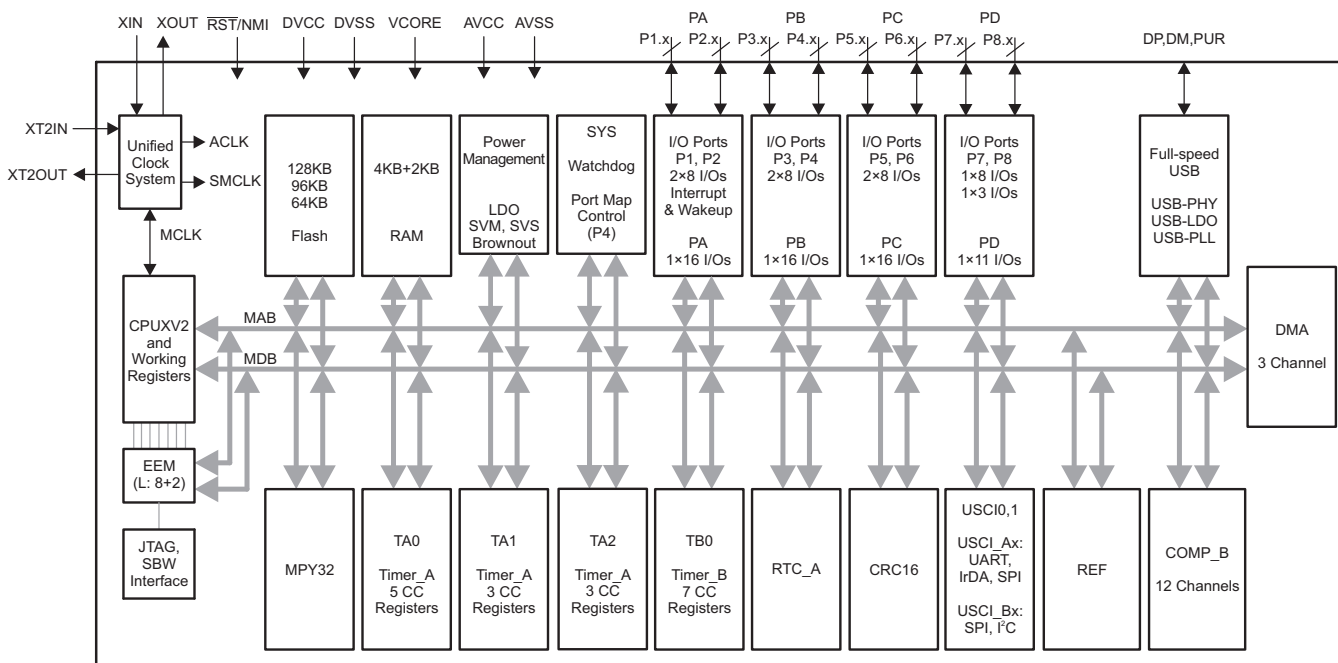 XIN
XOUT
RST/NMI
DVCC
DVSS
VCORE
AVCC
AVSS
PA
P1.x
P2.x
PB
P3.x
P4.x
PC
P5.x
P6.x
PD
P7.x
P8.x
DP,DM,PUR
XT2IN
XT2OUT
Unified
Clock
System
ACLK
SMCLK
MCLK
128KB
96KB
64KB
Flash
4KB+2KB
RAM
Power
Management
LDO
SVM, SVS
Brownout
SYS
Watchdog
Port Map
Control
(P4)
I/O Ports
P1, P2
2×8 I/Os
Interrupt
& Wakeup
PA
1×16 I/Os
I/O Ports
P3, P4
2×8 I/Os
PB
1×16 I/Os
I/O Ports
P5, P6
2×8 I/Os
PC
1×16 I/Os
I/O Ports
P7, P8
1×8 I/Os
1×3 I/Os
PD
1×11 I/Os
Full-speed
USB
USB-PHY
USB-LDO
USB-PLL
CPUXV2
and
Working
Registers
MAB
MDB
DMA
3 Channel
EEM
(L: 8+2)
JTAG,
SBW
Interface
MPY32
TA0
Timer_A
5 CC
Registers
TA1
Timer_A
3 CC
Registers
TA2
Timer_A
3 CC
Registers
TB0
Timer_B
7 CC
Registers
RTC_A
CRC16
USCI0,1
USCI_Ax:
UART,
IrDA, SPI
USCI_Bx:
SPI, I²C
REF
COMP_B
12 Channels